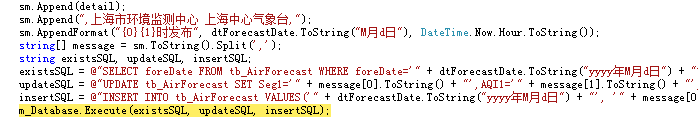 sm.Append(detail);
sm.Append(",上海市环境监测中心 上海中心气象台,");
sm.AppendFormat("{0}{1}时发布", dtForecastDate.ToString("M月d日"), DateTime.Now.Hour.ToString());
string[] message = sm.ToString().Split(',');
string existsSQL, updateSQL, insertSQL;
existsSQL = @"SELECT foreDate FROM tb_AirForecast WHERE foreDate='" + dtForecastDate.ToString("yyyy年M月d日") + "
updateSQL = @"UPDATE tb_AirForecast SET Seg1='" + message[0].ToString() + "',AQI1='" + message[1].ToString() + "'
insertSQL = @"INSERT INTO tb_AirForecast VALUES('" + dtForecastDate.ToString("yyyy年M月d日") + "', '" + message[0
m_Database.Execute(existsSQL, updateSQL, insertSQL);